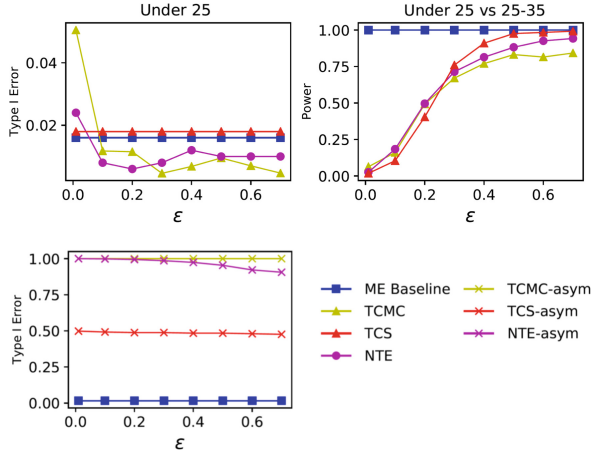 Under 25
Type I Error
0.04
0.02
0.0 0.2 0.4 0.6
ε
Under 25 vs 25-35
Power
1.00
0.75
0.50
0.25
0.00
0.0 0.2 0.4 0.6
ε
Type I Error
1.00
0.75
0.50
0.25
0.00
0.0 0.2 0.4 0.6
ε
ME Baseline
TCMC
TCS
NTE
TCMC-asym
TCS-asym
NTE-asym